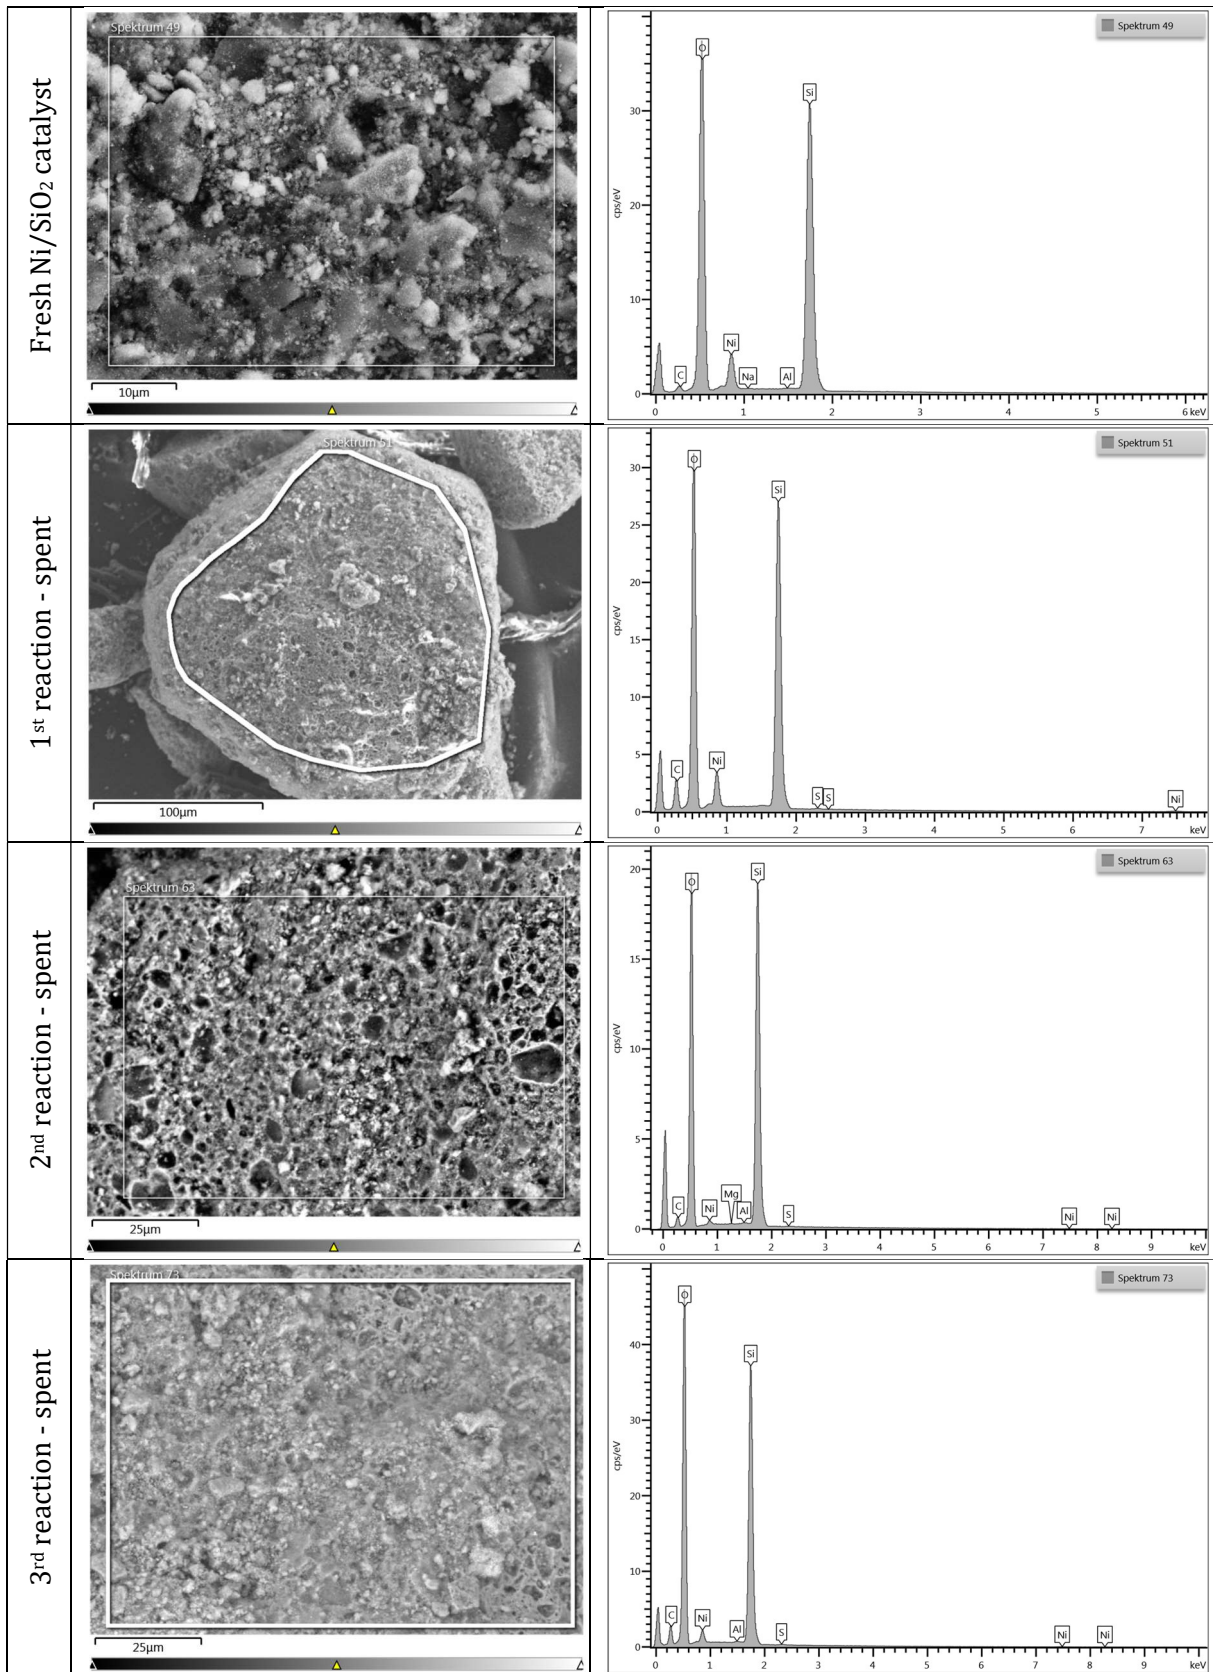 Fresh Ni/SiO₂ catalyst
Spektrum 49
10µm
Spektrum 49
cps/eV
30
20
10
0
O
Si
Ni
C
Na
Al
0 1 2 3 4 5 6 keV
1st reaction - spent
Spektrum 51
100µm
Spektrum 51
cps/eV
30
25
20
15
10
5
0
O
Si
C
Ni
S S
Ni
0 1 2 3 4 5 6 7 keV
2nd reaction - spent
Spektrum 63
25µm
Spektrum 63
cps/eV
20
15
10
5
0
Si
O
Mg
C
Ni
Al
S
Ni Ni
0 1 2 3 4 5 6 7 8 9 keV
3rd reaction - spent
Spektrum 73
25µm
Spektrum 73
cps/eV
40
30
20
10
0
O
Si
C
Ni
Al
S
Ni Ni
0 1 2 3 4 5 6 7 8 9 keV